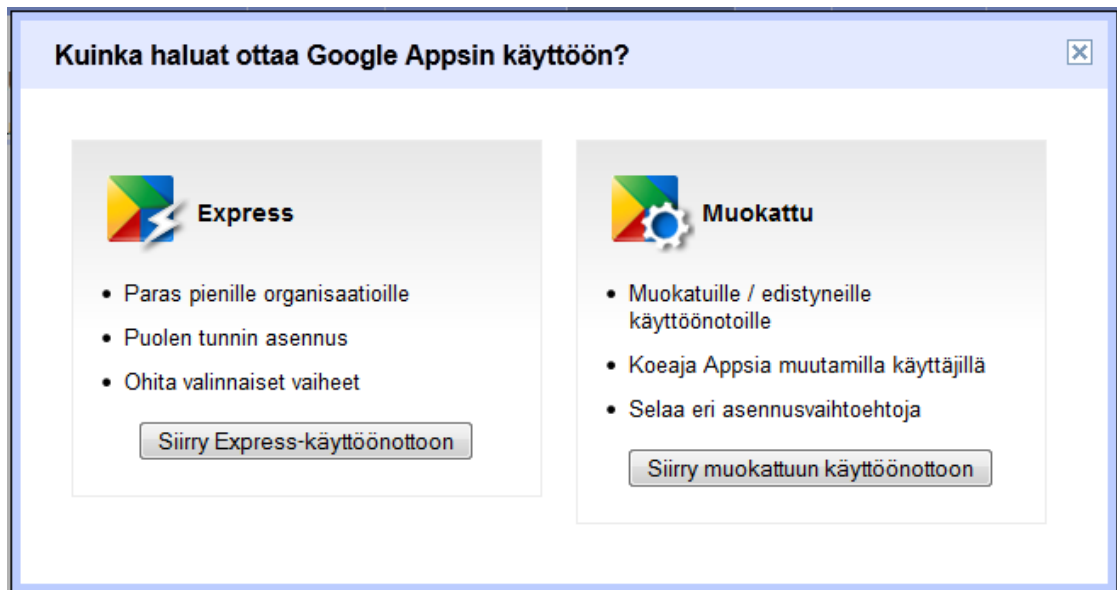 Kuinka haluat ottaa Google Appsin käyttöön?
Express
• Paras pienille organisaatioille
• Puolen tunnin asennus
• Ohita valinnaiset vaiheet
Siirry Express-käyttöönottoon
Muokattu
• Muokatuille / edistyneille
käyttöönotoille
• Koeaja Appsia muutamilla käyttäjillä
• Selaa eri asennusvaihtoehtoja
Siirry muokattuun käyttöönottoon